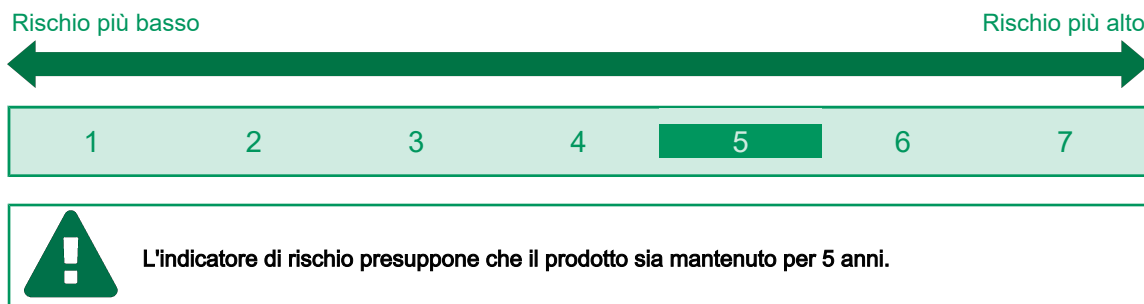 Rischio più basso Rischio più alto
1 2 3 4 5 6 7
L'indicatore di rischio presuppone che il prodotto sia mantenuto per 5 anni.